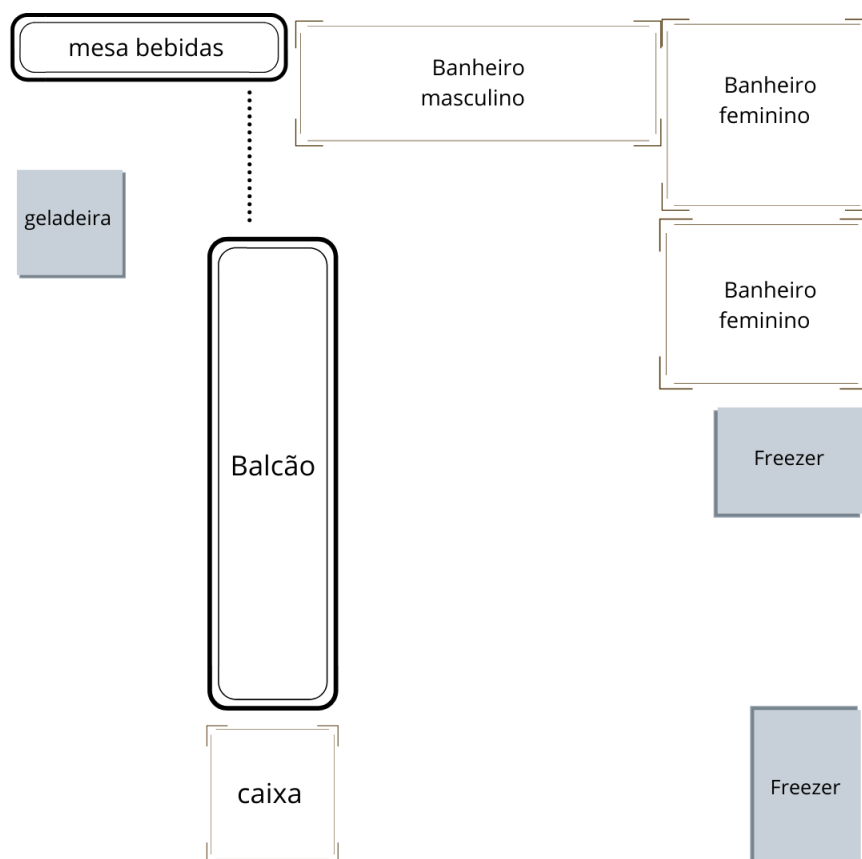 mesa bebidas
Banheiro
masculino
Banheiro
feminino
geladeira
Banheiro
feminino
Balcão
Freezer
caixa
Freezer